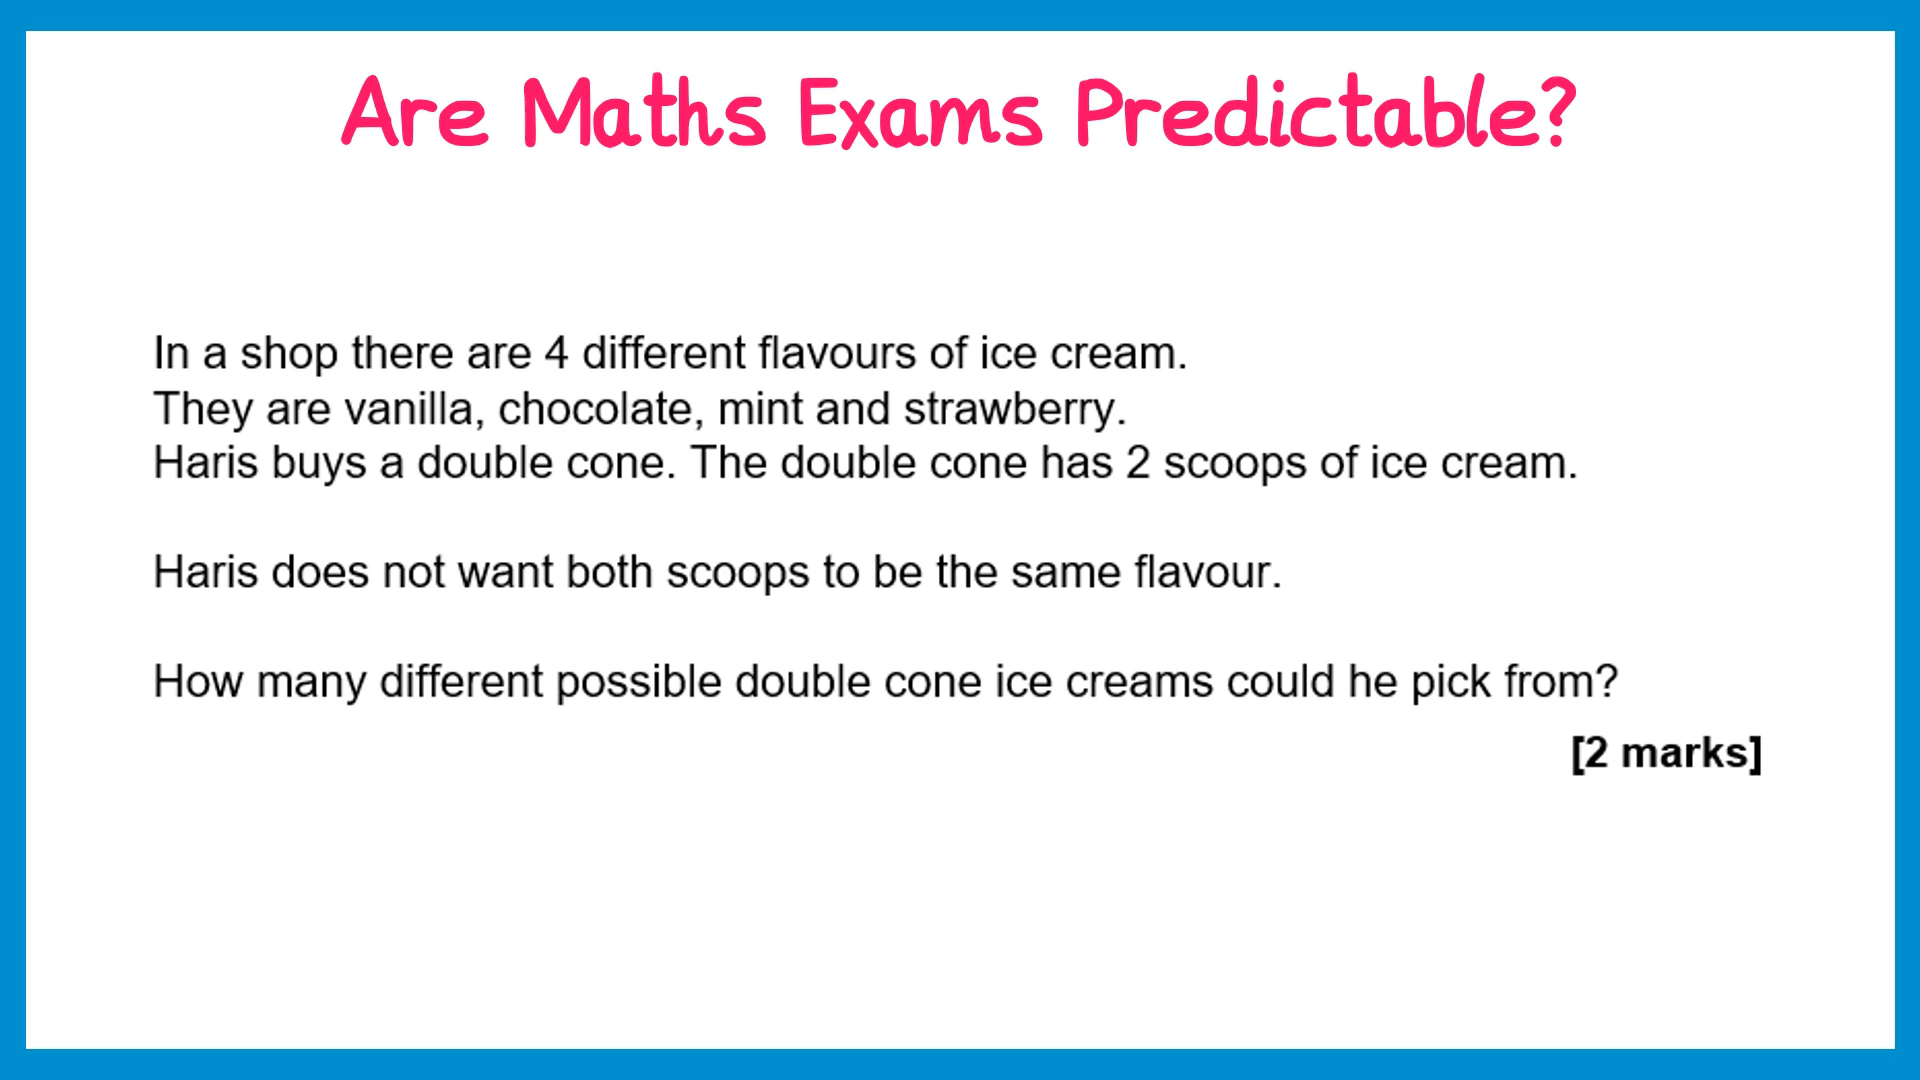 Are Maths Exams Predictable?
In a shop there are 4 different flavours of ice cream.
They are vanilla, chocolate, mint and strawberry.
Haris buys a double cone. The double cone has 2 scoops of ice cream.
Haris does not want both scoops to be the same flavour.
How many different possible double cone ice creams could he pick from?
[2 marks]